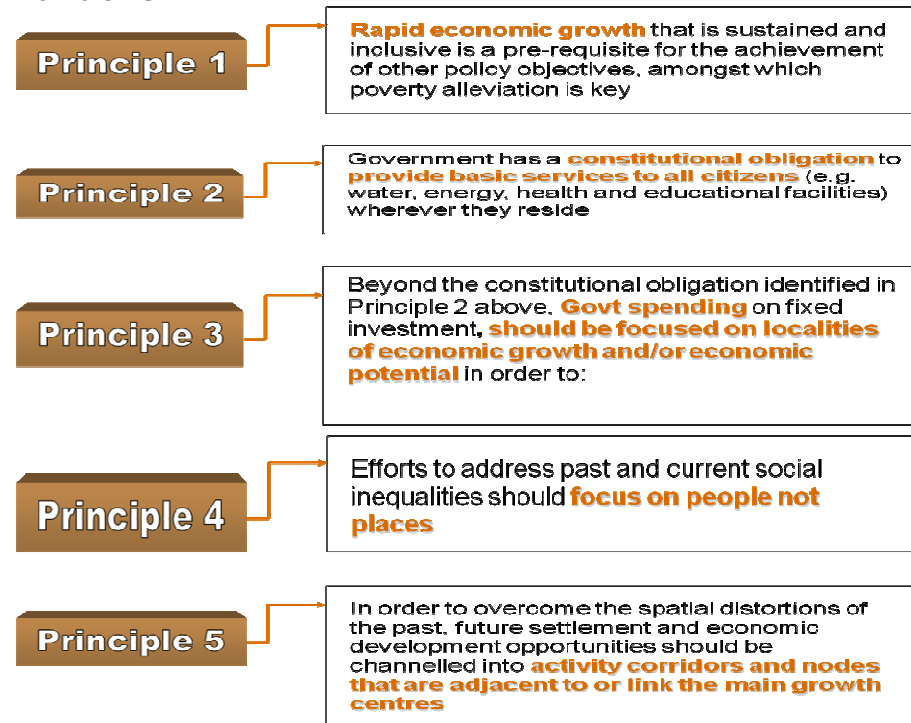 Principle 1
Rapid economic growth that is sustained and
inclusive is a pre-requisite for the achievement
of other policy objectives, amongst which
poverty alleviation is key
Principle 2
Government has a constitutional obligation to
provide basic services to all citizens (e.g.
water, energy, health and educational facilities)
wherever they reside
Principle 3
Beyond the constitutional obligation identified in
Principle 2 above, Govt spending on fixed
investment, should be focused on localities
of economic growth and/or economic
potential in order to:
Principle 4
Efforts to address past and current social
inequalities should focus on people not
places
Principle 5
In order to overcome the spatial distortions of
the past, future settlement and economic
development opportunities should be
channelled into activity corridors and nodes
that are adjacent to or link the main growth
centres